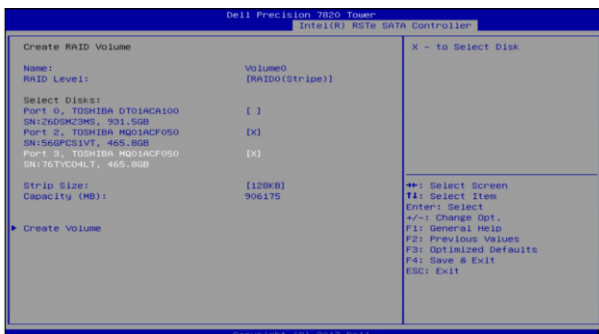 Dell Precision 7820 Tower
Intel(R) RSTe SATA Controller
Create RAID Volume
X - to Select Disk
Name: Volume0
RAID Level: [RAID0(Stripe)]
Select Disks:
Port 0, TOSHIBA DT01ACA100 [ ]
SN:26DSMZ3MS, 931.5GB
Port 2, TOSHIBA MQ01ACF050 [X]
SN:56GPCS1VT, 465.8GB
Port 3, TOSHIBA MQ01ACF050 [X]
SN:76TVCO4LT, 465.8GB
Strip Size: [128KB]
Capacity (MB): 906175
▶ Create Volume
→←: Select Screen
↑↓: Select Item
Enter: Select
+/-: Change Opt.
F1: General Help
F2: Previous Values
F3: Optimized Defaults
F4: Save & Exit
ESC: Exit